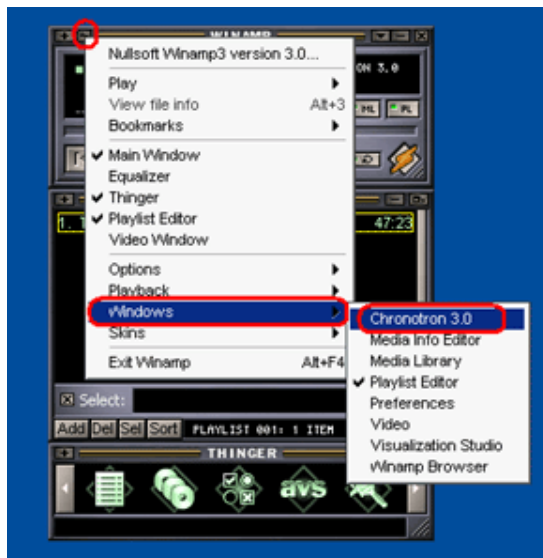 WINAMP
Nullsoft Winamp3 version 3.0...
ON 3.0
Play
View file info Alt+3
ML PL
Bookmarks
Main Window
Equalizer
Thinger
Playlist Editor
1. T 47:23
Video Window
Options
Playback
Windows
Chronotron 3.0
Skins
Media Info Editor
Exit Winamp Alt+F4
Media Library
Playlist Editor
Select:
Preferences
Add Del Sel Sort PLAYLIST 001: 1 ITEM
Video
THINGER
Visualization Studio
Winamp Browser
avs